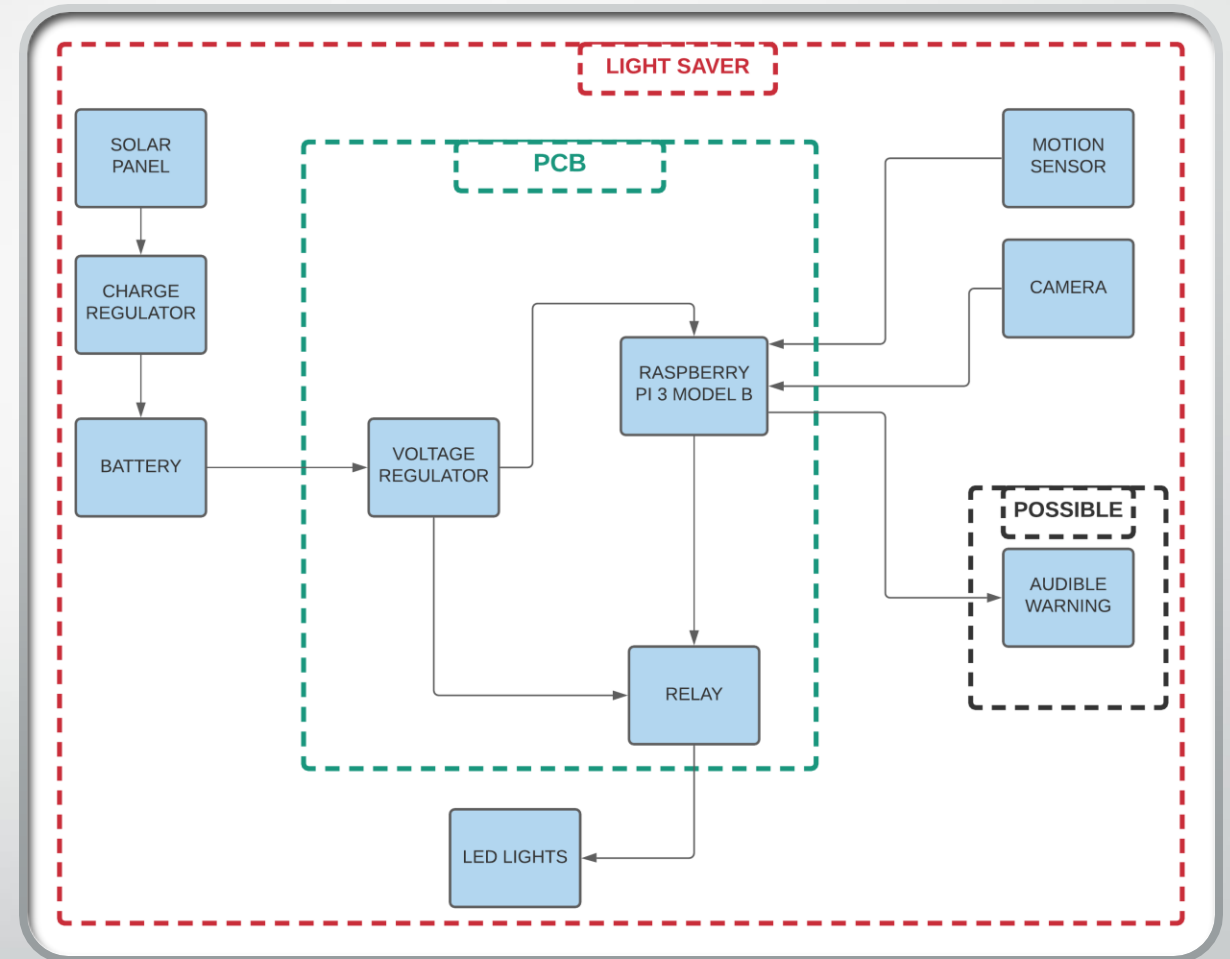 LIGHT SAVER
SOLAR
PANEL
MOTION
SENSOR
PCB
CHARGE
REGULATOR
CAMERA
RASPBERRY
PI 3 MODEL B
BATTERY
VOLTAGE
REGULATOR
POSSIBLE
AUDIBLE
WARNING
RELAY
LED LIGHTS